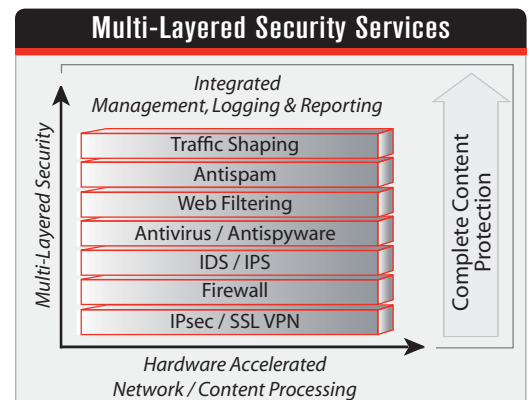 Multi-Layered Security Services
Integrated
Management, Logging & Reporting
Multi-Layered Security
Traffic Shaping
Antispam
Web Filtering
Antivirus / Antispyware
IDS / IPS
Firewall
IPsec / SSL VPN
Complete Content
Protection
Hardware Accelerated
Network / Content Processing